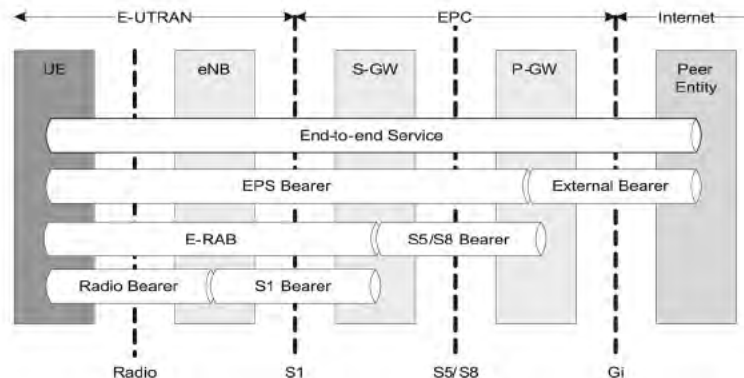 E-UTRAN EPC Internet
UE eNB S-GW P-GW Peer
Entity
End-to-end Service
EPS Bearer External Bearer
E-RAB S5/S8 Bearer
Radio Bearer S1 Bearer
Radio S1 S5/S8 Gi